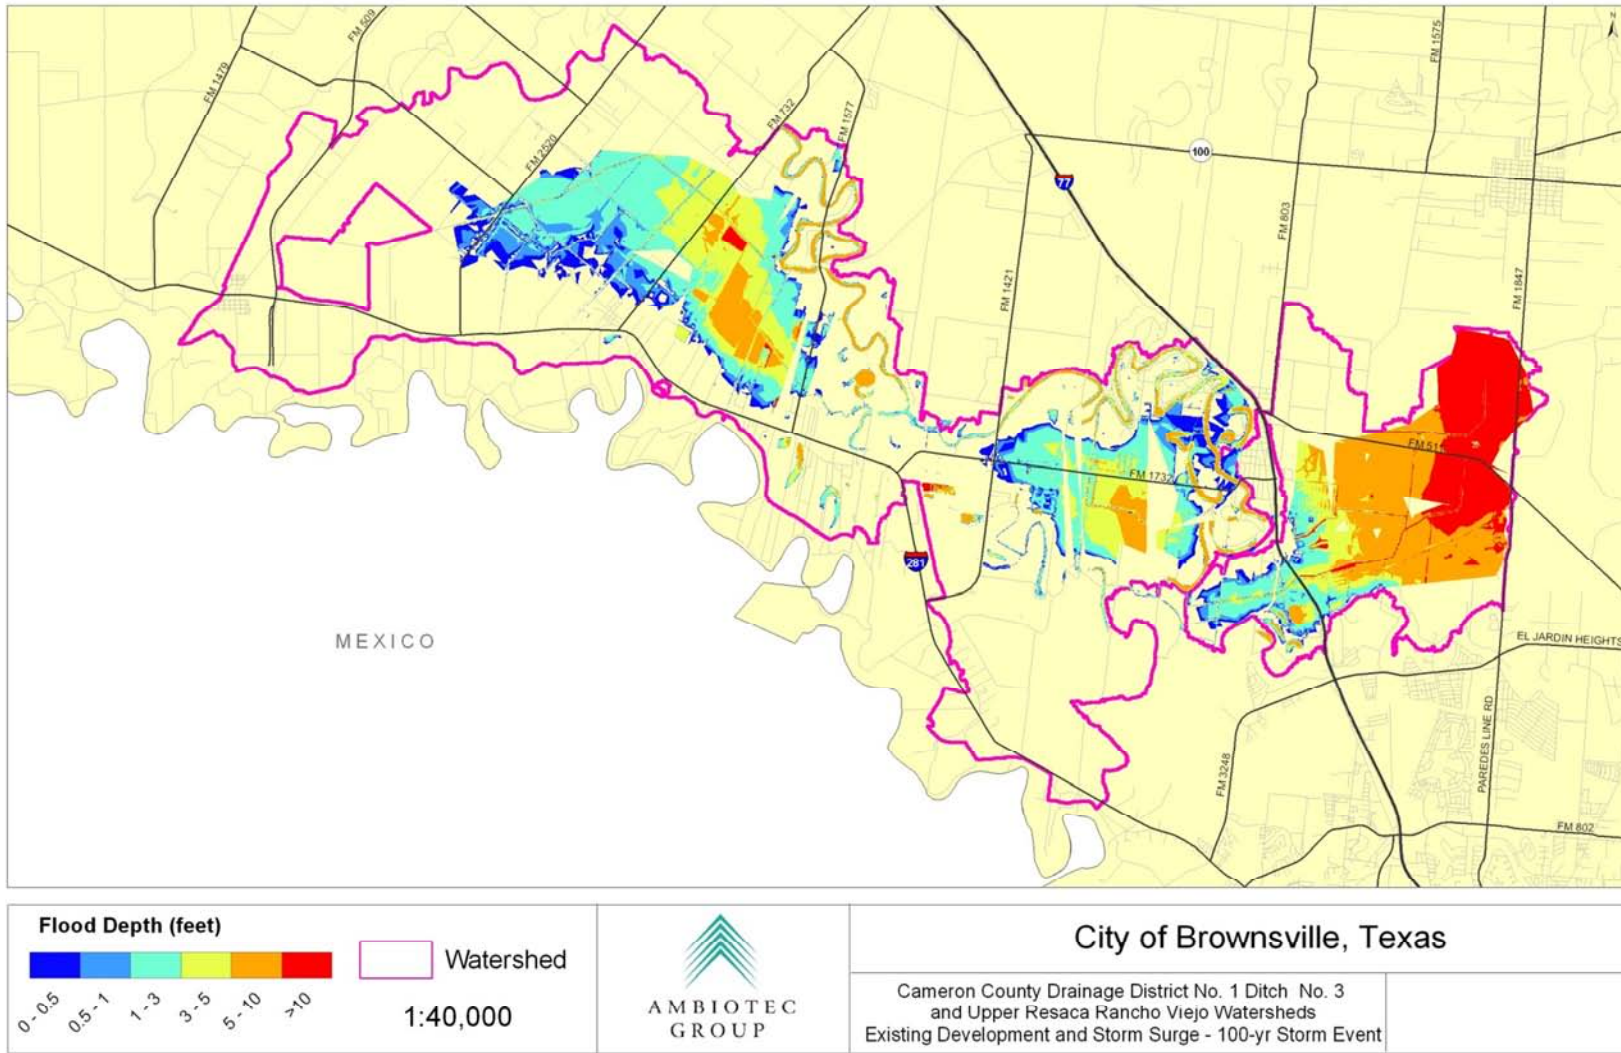 N
FM 509
FM 1479
FM 2520
FM 732
FM 1577
FM 1575
100
77
FM 803
FM 1421
FM 1847
FM 51
FM 1732
281
MEXICO
EL JARDIN HEIGHTS
PAREDES LINE RD
FM 3248
FM 802
Flood Depth (feet)
0 - 0.5
0.5 - 1
1 - 3
3 - 5
5 - 10
>10
Watershed
1:40,000
AMBIOTEC
GROUP
City of Brownsville, Texas
Cameron County Drainage District No. 1 Ditch No. 3
and Upper Resaca Rancho Viejo Watersheds
Existing Development and Storm Surge - 100-yr Storm Event